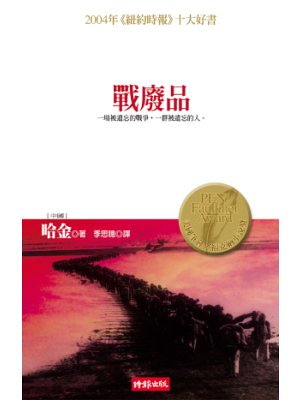 2004年《紐約時報》十大好書
戰廢品
一場被遺忘的戰爭，一群被遺忘的人。
［中國］
哈金◎著 季思聰◎譯
PEN
Faulkner
Award
時報出版